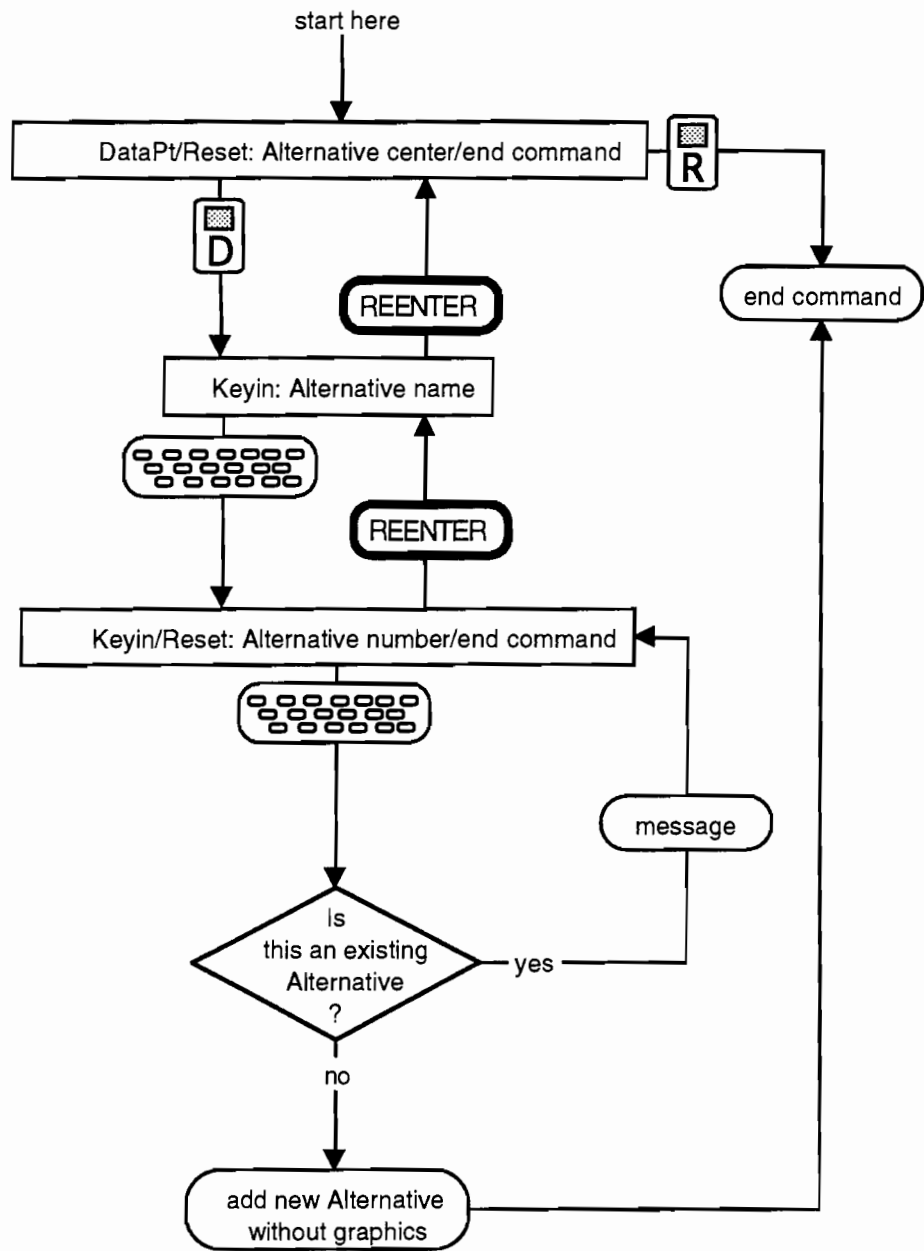 start here
DataPt/Reset: Alternative center/end command
R
D
REENTER
end command
Keyin: Alternative name
REENTER
Keyin/Reset: Alternative number/end command
message
Is
this an existing
Alternative
?
yes
no
add new Alternative
without graphics